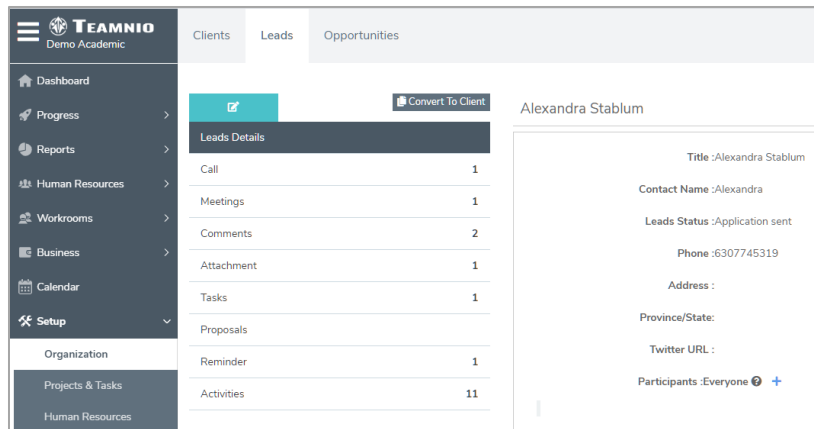 TEAMNIO
Demo Academic
Clients Leads Opportunities
Dashboard
Progress
Reports
Human Resources
Workrooms
Business
Calendar
Setup
Organization
Projects & Tasks
Human Resources
Convert To Client
Leads Details
Call 1
Meetings 1
Comments 2
Attachment 1
Tasks 1
Proposals
Reminder 1
Activities 11
Alexandra Stablum
Title :Alexandra Stablum
Contact Name :Alexandra
Leads Status :Application sent
Phone :6307745319
Address :
Province/State:
Twitter URL :
Participants :Everyone ? +